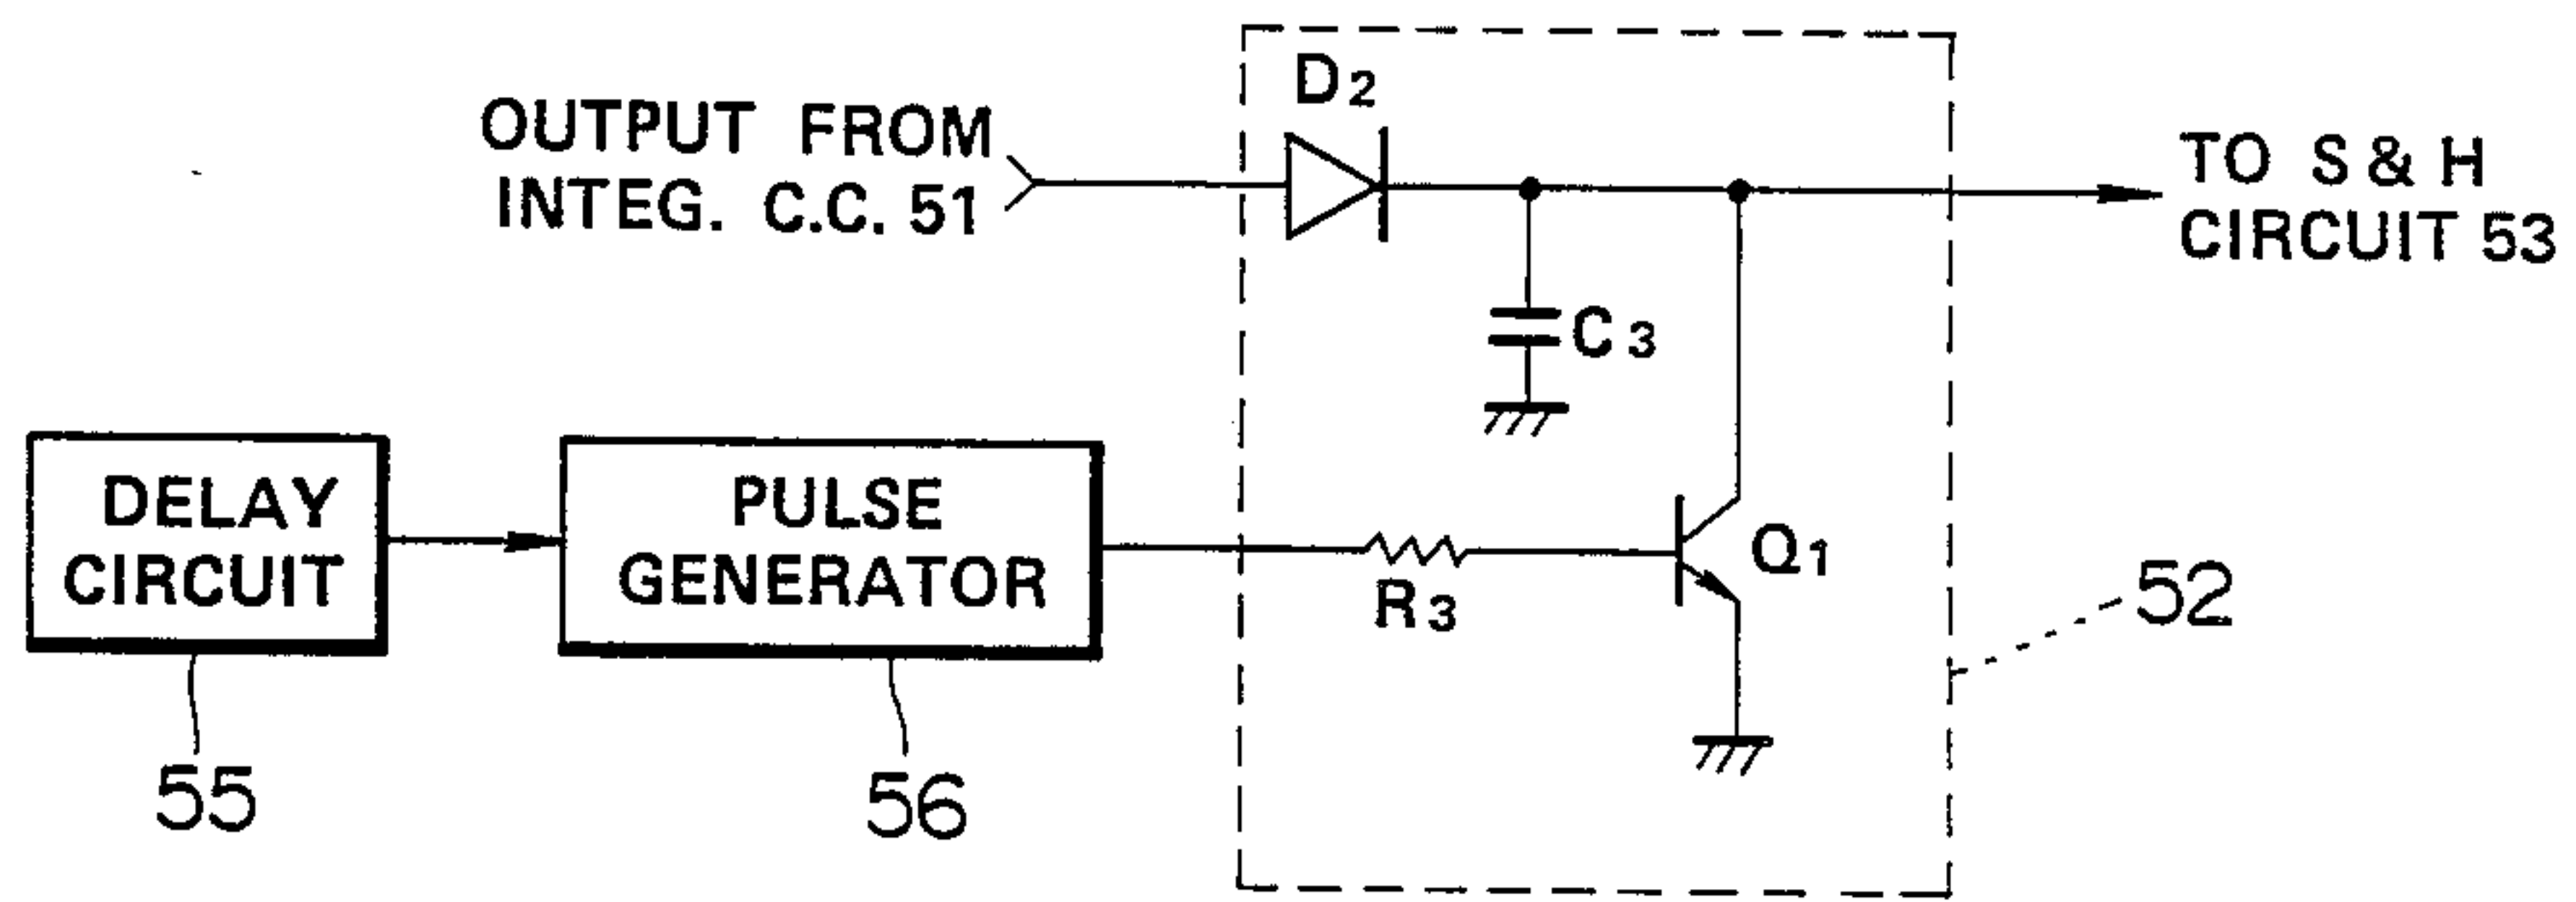 D2
OUTPUT FROM
INTEG. C.C. 51
TO S & H
CIRCUIT 53
C3
DELAY
CIRCUIT
PULSE
GENERATOR
Q1
R3
52
55
56